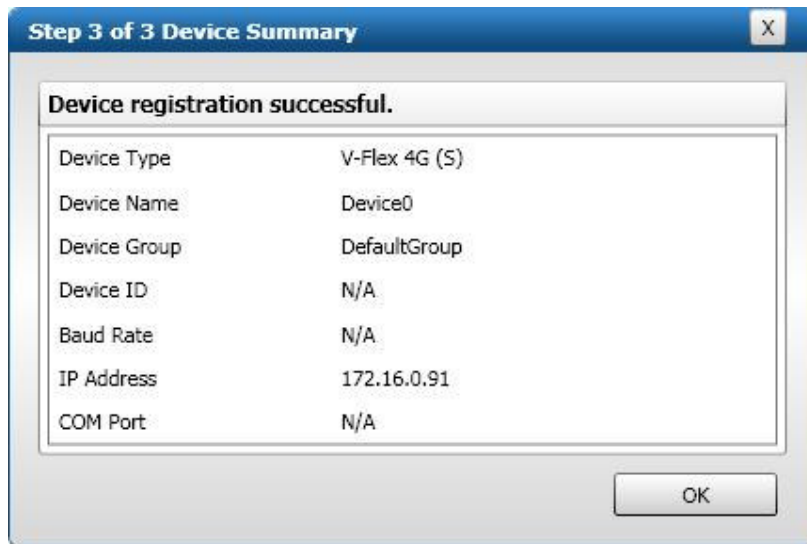 Step 3 of 3 Device Summary X
Device registration successful.
Device Type V-Flex 4G (S)
Device Name Device0
Device Group DefaultGroup
Device ID N/A
Baud Rate N/A
IP Address 172.16.0.91
COM Port N/A
OK